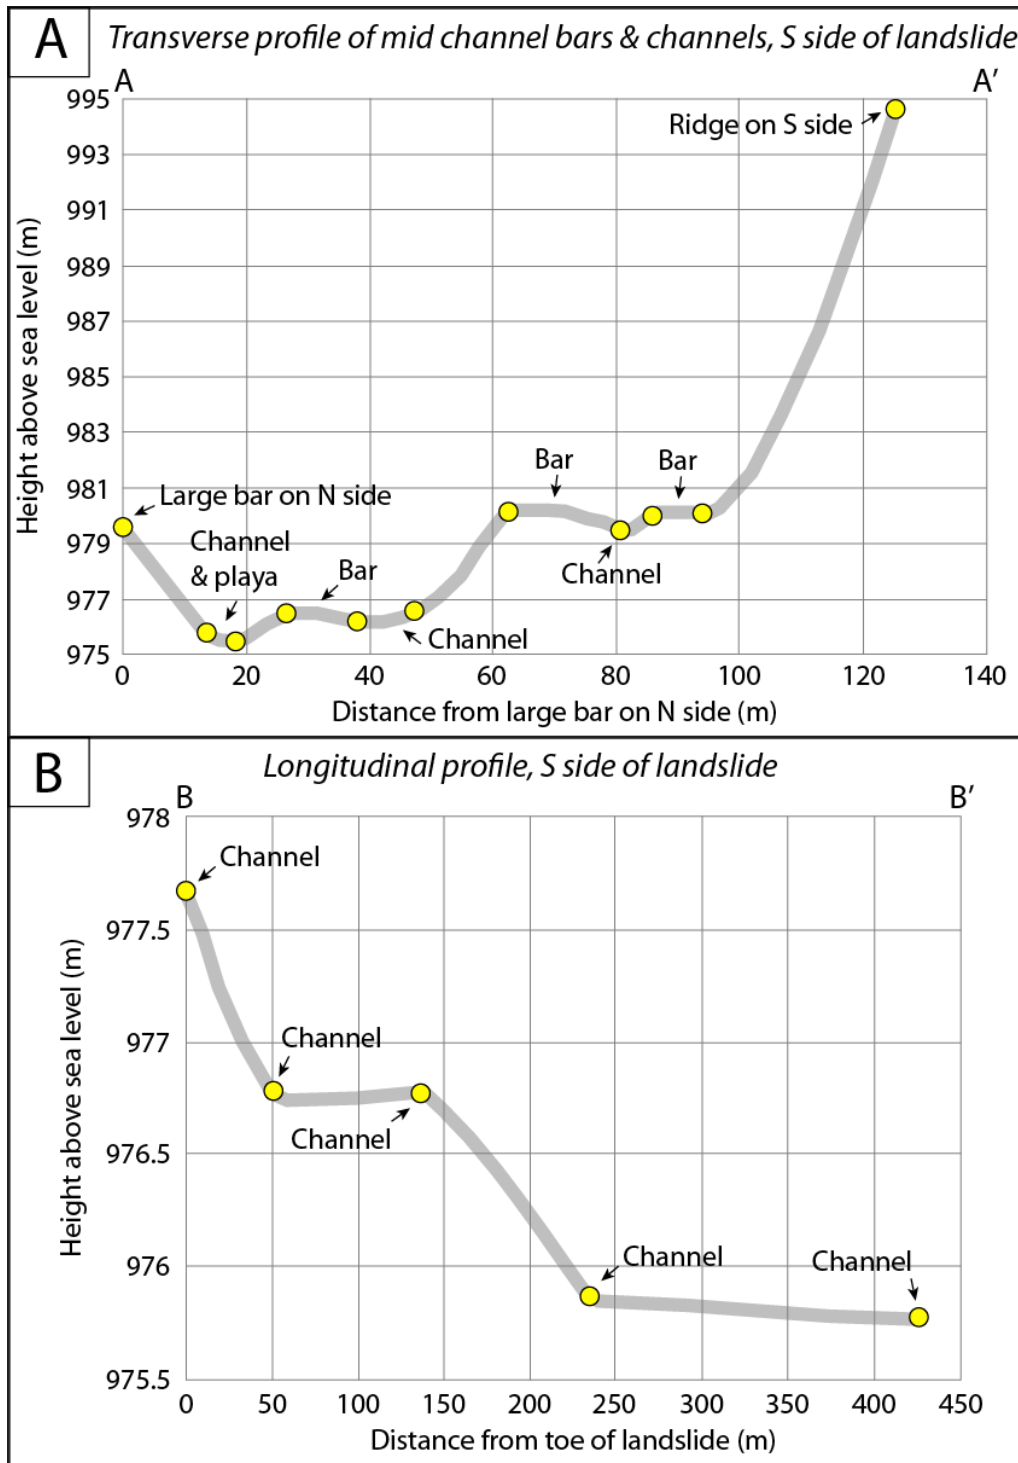 A
Transverse profile of mid channel bars & channels, S side of landslide
A
A'
995
993
991
989
987
985
983
981
979
977
975
Height above sea level (m)
Ridge on S side
Large bar on N side
Channel
& playa
Bar
Channel
Bar
Channel
Bar
0
20
40
60
80
100
120
140
Distance from large bar on N side (m)
B
Longitudinal profile, S side of landslide
B
B'
978
977.5
977
976.5
976
975.5
Height above sea level (m)
Channel
Channel
Channel
Channel
Channel
0
50
100
150
200
250
300
350
400
450
Distance from toe of landslide (m)